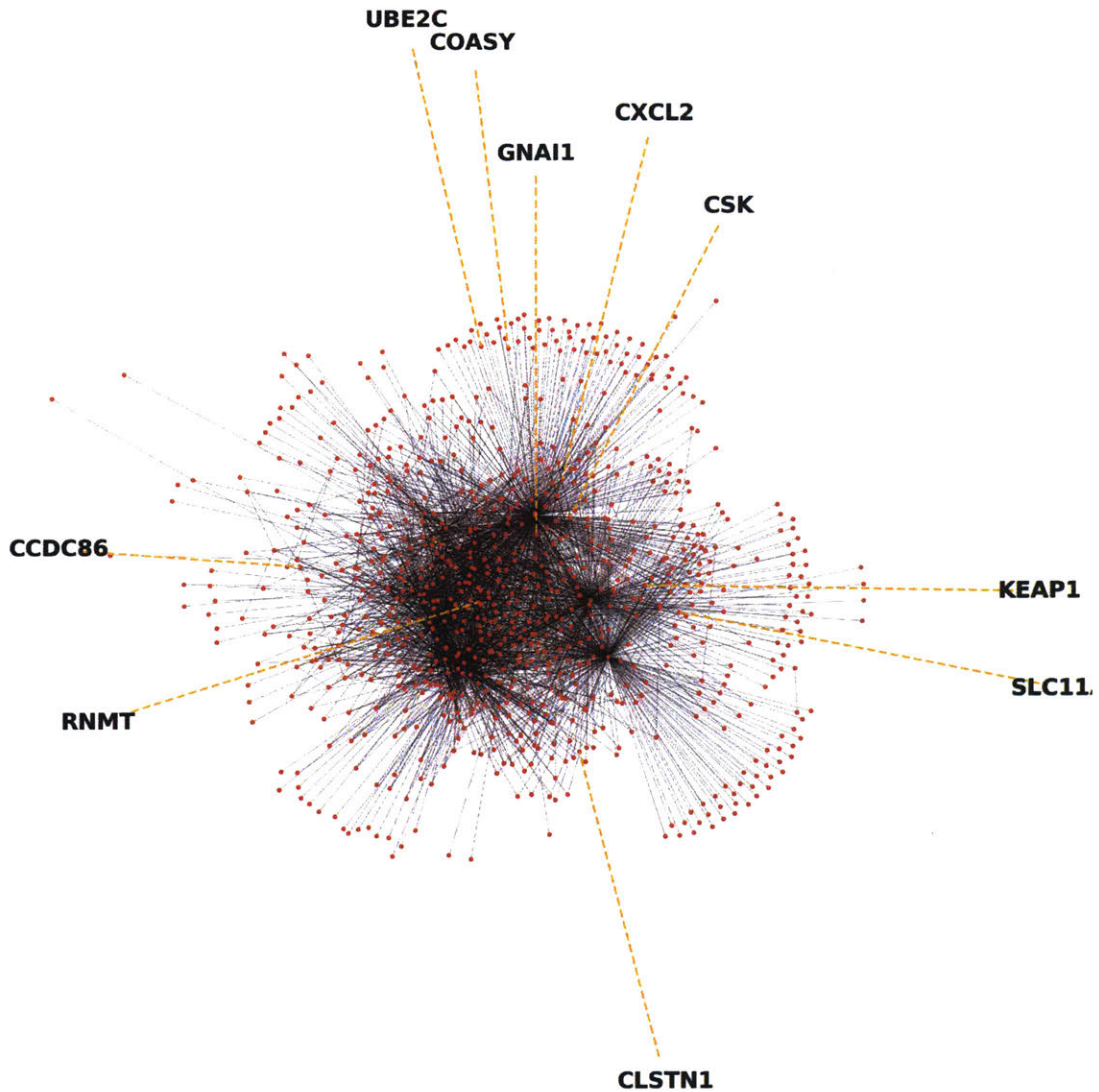 UBE2C
COASY
CXCL2
GNAI1
CSK
CCDC86
KEAP1
SLC11
RNMT
CLSTN1